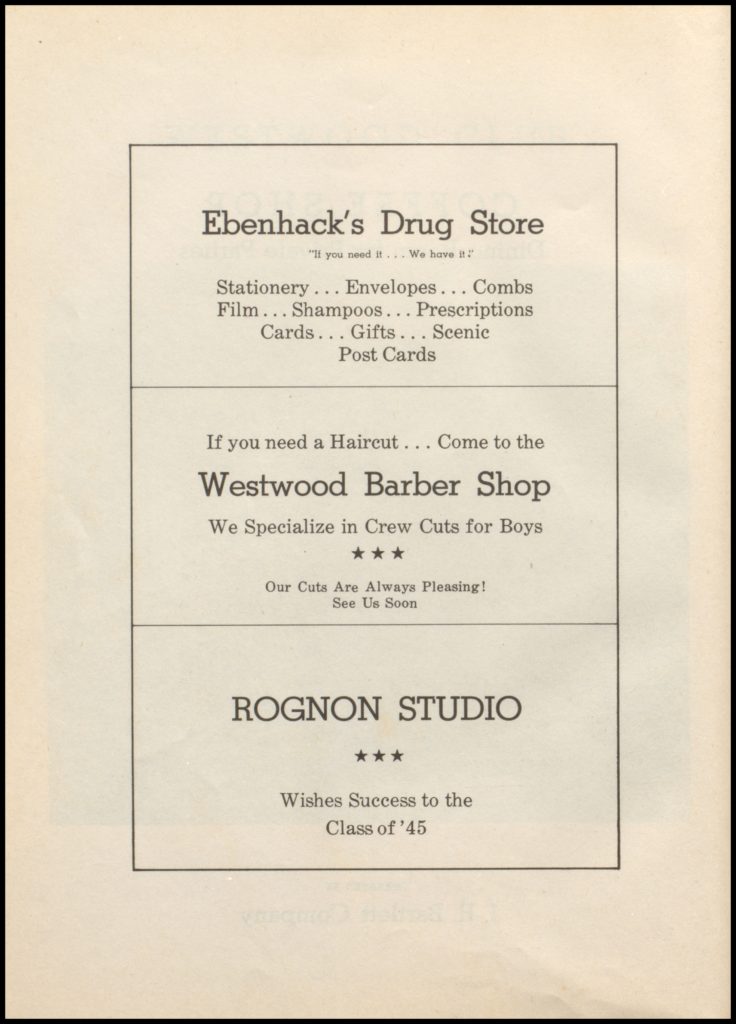 Ebenhack's Drug Store
"If you need it . . . We have it!"
Stationery . . . Envelopes . . . Combs
Film . . . Shampoos . . . Prescriptions
Cards . . . Gifts . . . Scenic
Post Cards
If you need a Haircut . . . Come to the
Westwood Barber Shop
We Specialize in Crew Cuts for Boys
★ ★ ★
Our Cuts Are Always Pleasing!
See Us Soon
ROGNON STUDIO
★ ★ ★
Wishes Success to the
Class of '45